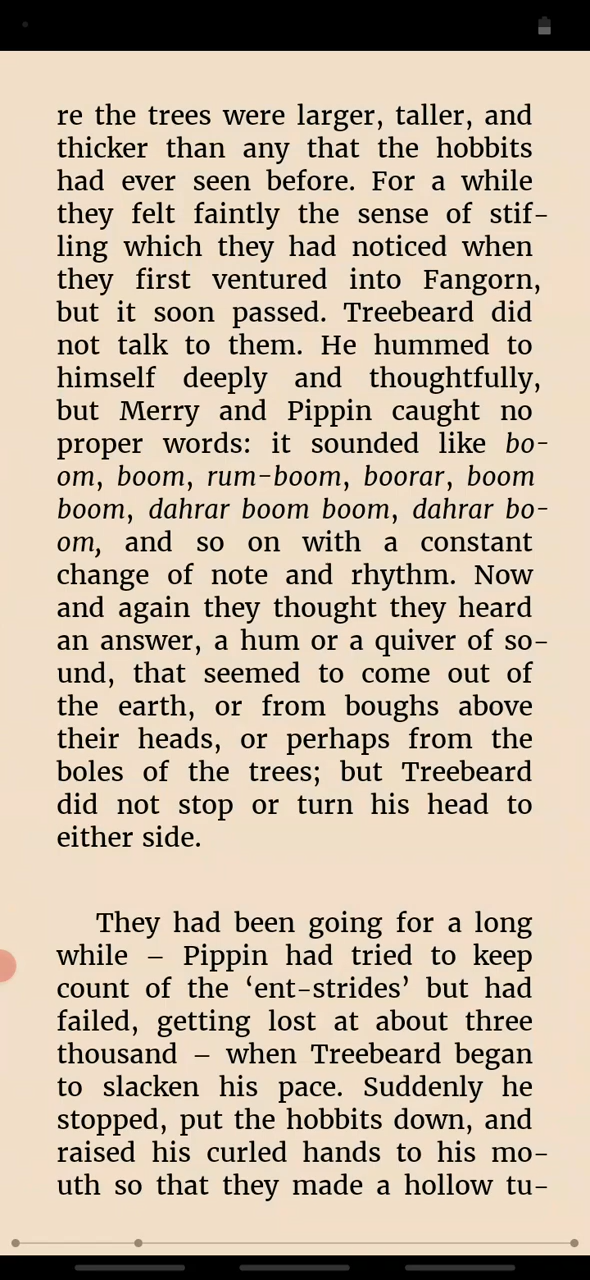 re the trees were larger, taller, and
thicker than any that the hobbits
had ever seen before. For a while
they felt faintly the sense of stif-
ling which they had noticed when
they first ventured into Fangorn,
but it soon passed. Treebeard did
not talk to them. He hummed to
himself deeply and thoughtfully,
but Merry and Pippin caught no
proper words: it sounded like bo-
om, boom, rum-boom, boorar, boom
boom, dahrar boom boom, dahrar bo-
om, and so on with a constant
change of note and rhythm. Now
and again they thought they heard
an answer, a hum or a quiver of so-
und, that seemed to come out of
the earth, or from boughs above
their heads, or perhaps from the
boles of the trees; but Treebeard
did not stop or turn his head to
either side.
They had been going for a long
while – Pippin had tried to keep
count of the ‘ent-strides’ but had
failed, getting lost at about three
thousand – when Treebeard began
to slacken his pace. Suddenly he
stopped, put the hobbits down, and
raised his curled hands to his mo-
uth so that they made a hollow tu-